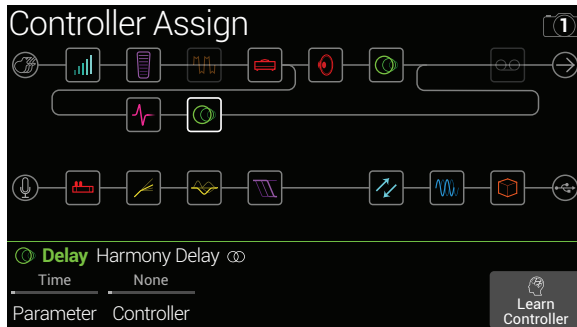 Controller Assign
1
Delay Harmony Delay
Time None
Parameter Controller
Learn
Controller